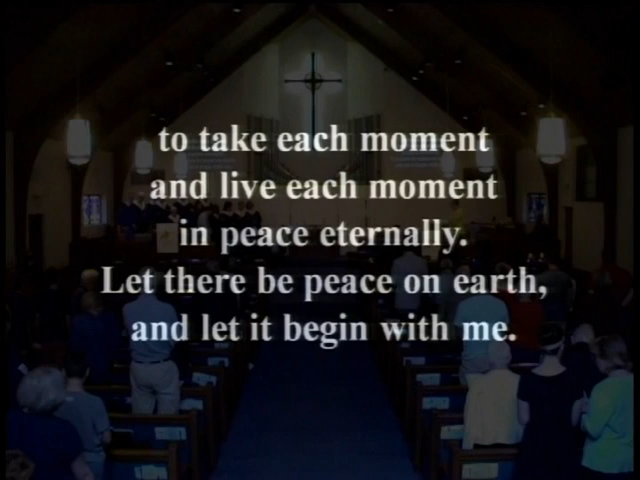 to take each moment
and live each moment
in peace eternally.
Let there be peace on earth,
and let it begin with me.